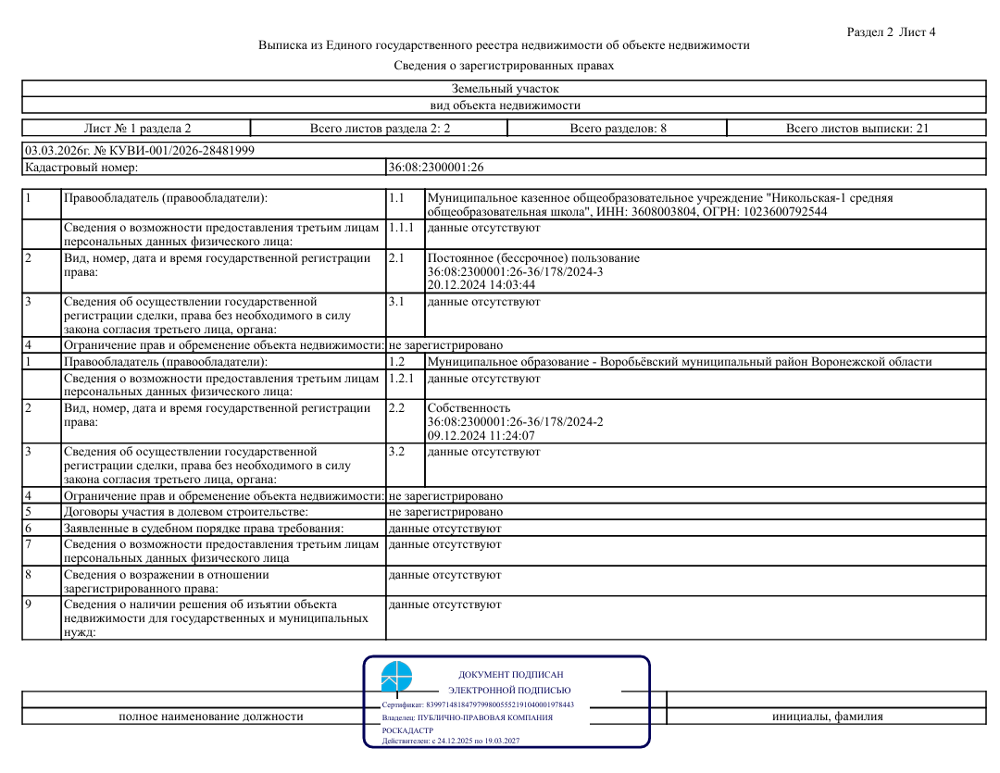 Раздел 2 Лист 4
Выписка из Единого государственного реестра недвижимости об объекте недвижимости
Сведения о зарегистрированных правах
Земельный участок
вид объекта недвижимости
Лист № 1 раздела 2 Всего листов раздела 2: 2 Всего разделов: 8 Всего листов выписки: 21
03.03.2026г. № КУВИ-001/2026-28481999
Кадастровый номер: 36:08:2300001:26
1 Правообладатель (правообладатели): 1.1 Муниципальное казенное общеобразовательное учреждение "Никольская-1 средняя
общеобразовательная школа", ИНН: 3608003804, ОГРН: 1023600792544
Сведения о возможности предоставления третьим лицам 1.1.1 данные отсутствуют
персональных данных физического лица:
2 Вид, номер, дата и время государственной регистрации 2.1 Постоянное (бессрочное) пользование
права: 36:08:2300001:26-36/178/2024-3
20.12.2024 14:03:44
3 Сведения об осуществлении государственной 3.1 данные отсутствуют
регистрации сделки, права без необходимого в силу
закона согласия третьего лица, органа:
4 Ограничение прав и обременение объекта недвижимости: не зарегистрировано
1 Правообладатель (правообладатели): 1.2 Муниципальное образование - Воробьёвский муниципальный район Воронежской области
Сведения о возможности предоставления третьим лицам 1.2.1 данные отсутствуют
персональных данных физического лица:
2 Вид, номер, дата и время государственной регистрации 2.2 Собственность
права: 36:08:2300001:26-36/178/2024-2
09.12.2024 11:24:07
3 Сведения об осуществлении государственной 3.2 данные отсутствуют
регистрации сделки, права без необходимого в силу
закона согласия третьего лица, органа:
4 Ограничение прав и обременение объекта недвижимости: не зарегистрировано
5 Договоры участия в долевом строительстве: не зарегистрировано
6 Заявленные в судебном порядке права требования: данные отсутствуют
7 Сведения о возможности предоставления третьим лицам данные отсутствуют
персональных данных физического лица
8 Сведения о возражении в отношении данные отсутствуют
зарегистрированного права:
9 Сведения о наличии решения об изъятии объекта данные отсутствуют
недвижимости для государственных и муниципальных
нужд:
ДОКУМЕНТ ПОДПИСАН
ЭЛЕКТРОННОЙ ПОДПИСЬЮ
Сертификат: 83997148184797998005552191040001978443
Владелец: ПУБЛИЧНО-ПРАВОВАЯ КОМПАНИЯ
РОСКАДАСТР
Действителен: с 24.12.2025 по 19.03.2027
полное наименование должности инициалы, фамилия